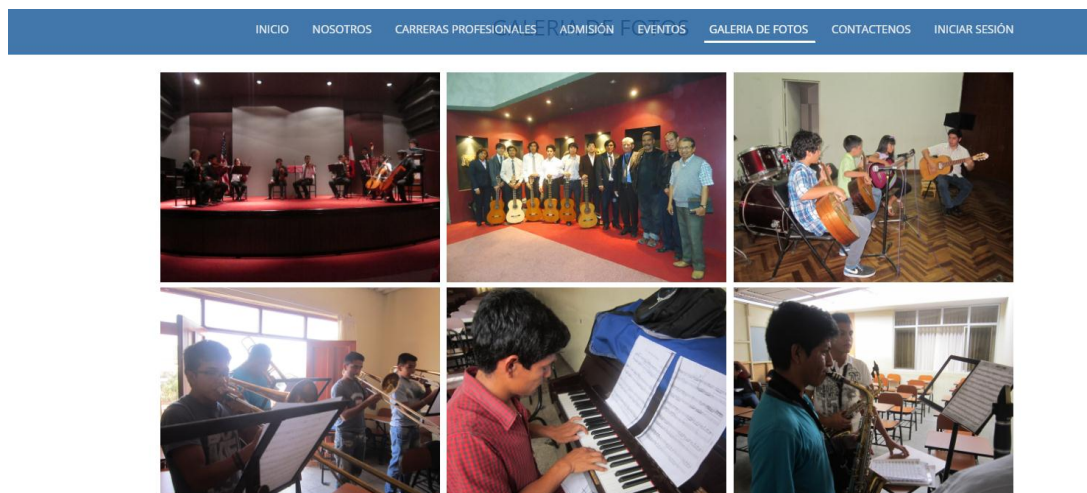 GALERIA DE FOTOS
INICIO NOSOTROS CARRERAS PROFESIONALES ADMISIÓN EVENTOS GALERIA DE FOTOS CONTACTENOS INICIAR SESIÓN